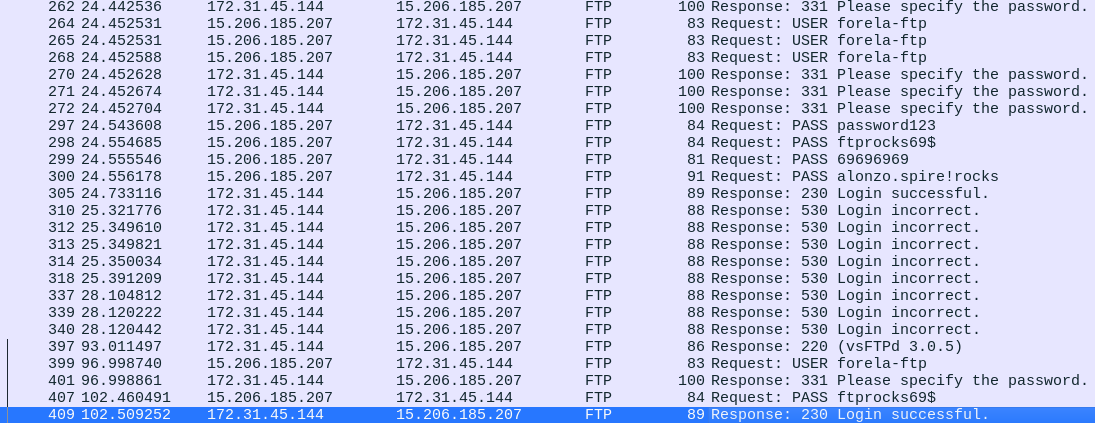 262 24.442536 172.31.45.144 15.206.185.207 FTP 100 Response: 331 Please specify the password.
264 24.452531 15.206.185.207 172.31.45.144 FTP 83 Request: USER forela-ftp
265 24.452531 15.206.185.207 172.31.45.144 FTP 83 Request: USER forela-ftp
268 24.452588 15.206.185.207 172.31.45.144 FTP 83 Request: USER forela-ftp
270 24.452628 172.31.45.144 15.206.185.207 FTP 100 Response: 331 Please specify the password.
271 24.452674 172.31.45.144 15.206.185.207 FTP 100 Response: 331 Please specify the password.
272 24.452704 172.31.45.144 15.206.185.207 FTP 100 Response: 331 Please specify the password.
297 24.543608 15.206.185.207 172.31.45.144 FTP 84 Request: PASS password123
298 24.554685 15.206.185.207 172.31.45.144 FTP 84 Request: PASS ftprocks69$
299 24.555546 15.206.185.207 172.31.45.144 FTP 81 Request: PASS 69696969
300 24.556178 15.206.185.207 172.31.45.144 FTP 91 Request: PASS alonzo.spire!rocks
305 24.733116 172.31.45.144 15.206.185.207 FTP 89 Response: 230 Login successful.
310 25.321776 172.31.45.144 15.206.185.207 FTP 88 Response: 530 Login incorrect.
312 25.349610 172.31.45.144 15.206.185.207 FTP 88 Response: 530 Login incorrect.
313 25.349821 172.31.45.144 15.206.185.207 FTP 88 Response: 530 Login incorrect.
314 25.350034 172.31.45.144 15.206.185.207 FTP 88 Response: 530 Login incorrect.
318 25.391209 172.31.45.144 15.206.185.207 FTP 88 Response: 530 Login incorrect.
337 28.104812 172.31.45.144 15.206.185.207 FTP 88 Response: 530 Login incorrect.
339 28.120222 172.31.45.144 15.206.185.207 FTP 88 Response: 530 Login incorrect.
340 28.120442 172.31.45.144 15.206.185.207 FTP 88 Response: 530 Login incorrect.
397 93.011497 172.31.45.144 15.206.185.207 FTP 86 Response: 220 (vsFTPd 3.0.5)
399 96.998740 15.206.185.207 172.31.45.144 FTP 83 Request: USER forela-ftp
401 96.998861 172.31.45.144 15.206.185.207 FTP 100 Response: 331 Please specify the password.
407 102.460491 15.206.185.207 172.31.45.144 FTP 84 Request: PASS ftprocks69$
409 102.509252 172.31.45.144 15.206.185.207 FTP 89 Response: 230 Login successful.